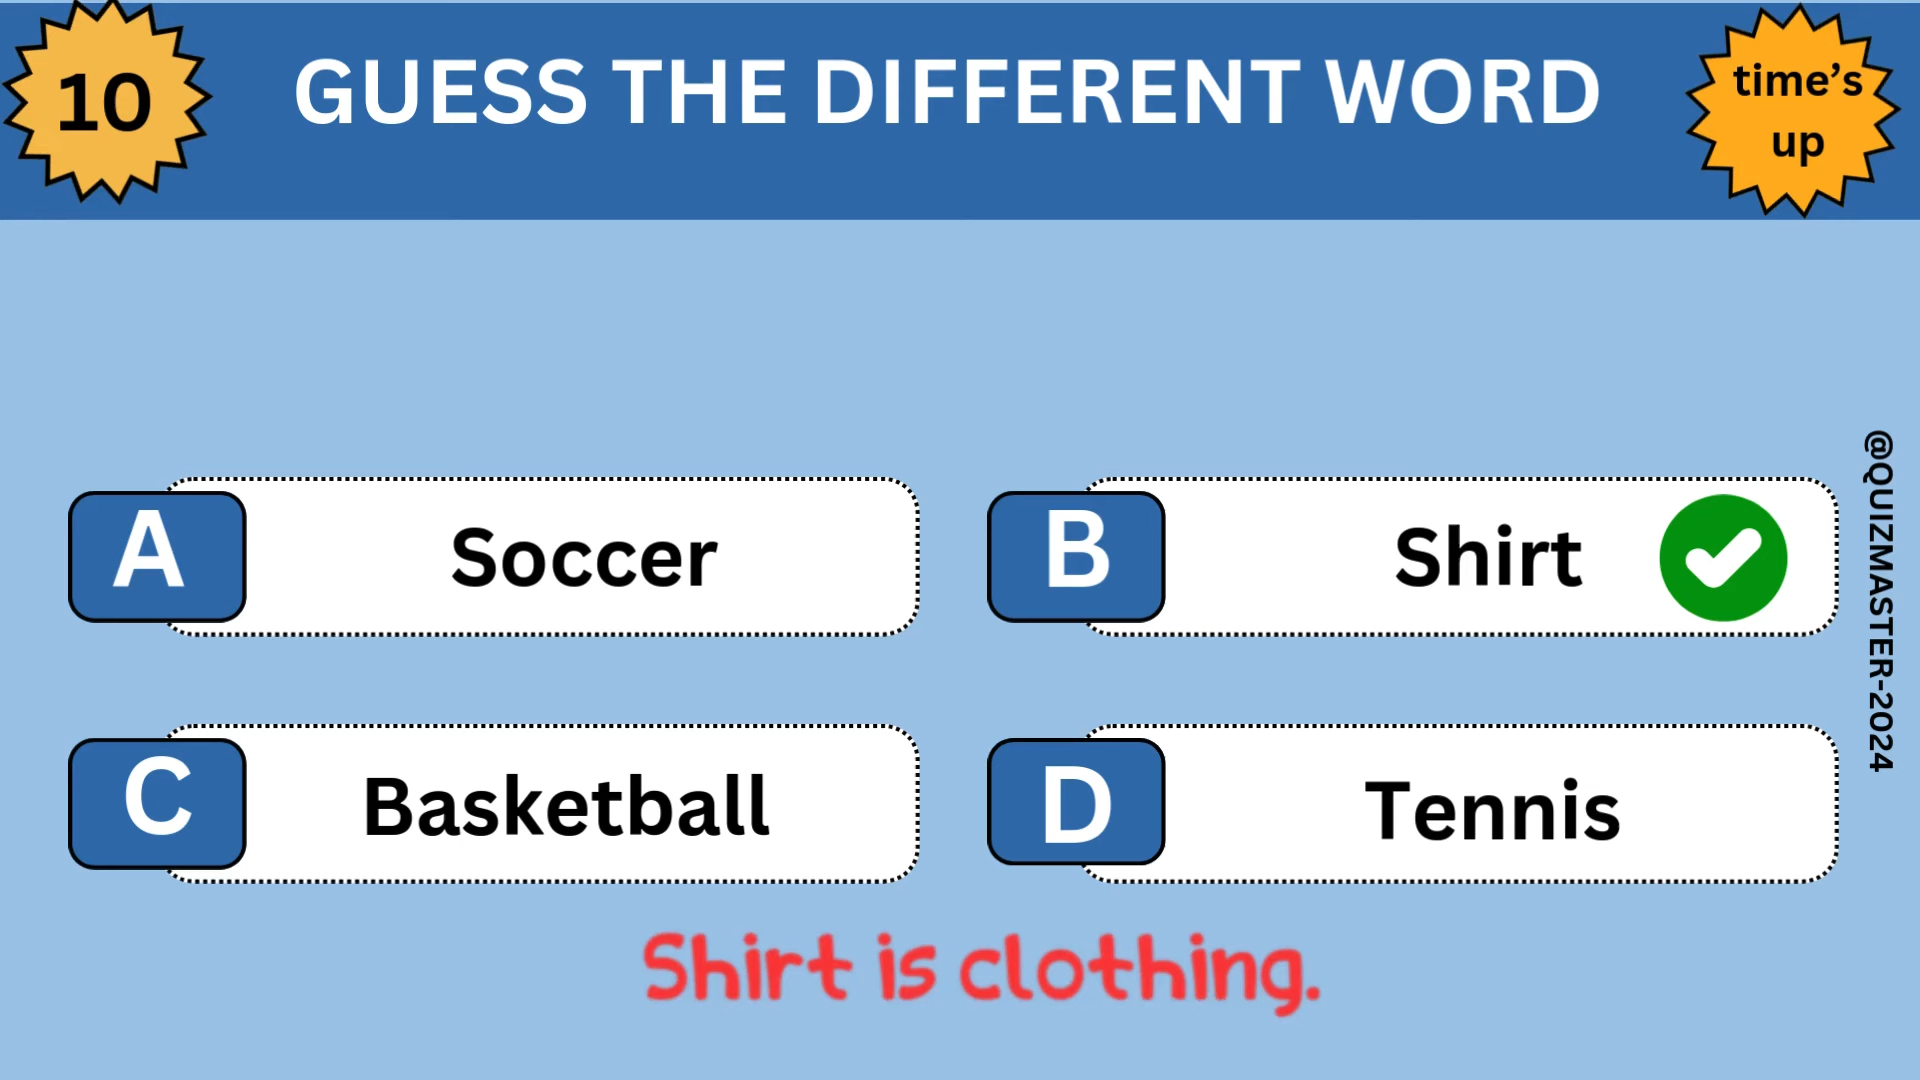 10
GUESS THE DIFFERENT WORD
time’s
up
A
Soccer
B
Shirt
C
Basketball
D
Tennis
Shirt is clothing.
@QUIZMASTER-2024